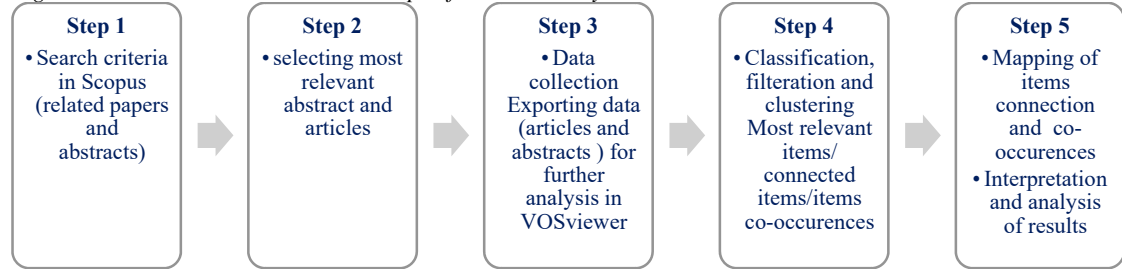 Step 1
• Search criteria
in Scopus
(related papers
and
abstracts)
Step 2
• selecting most
relevant
abstract and
articles
Step 3
• Data
collection
Exporting data
(articles and
abstracts ) for
further
analysis in
VOSviewer
Step 4
• Classification,
filteration and
clustering
Most relevant
items/
connected
items/items
co-occurences
Step 5
• Mapping of
items
connection
and co-
occurences
• Interpretation
and analysis
of results